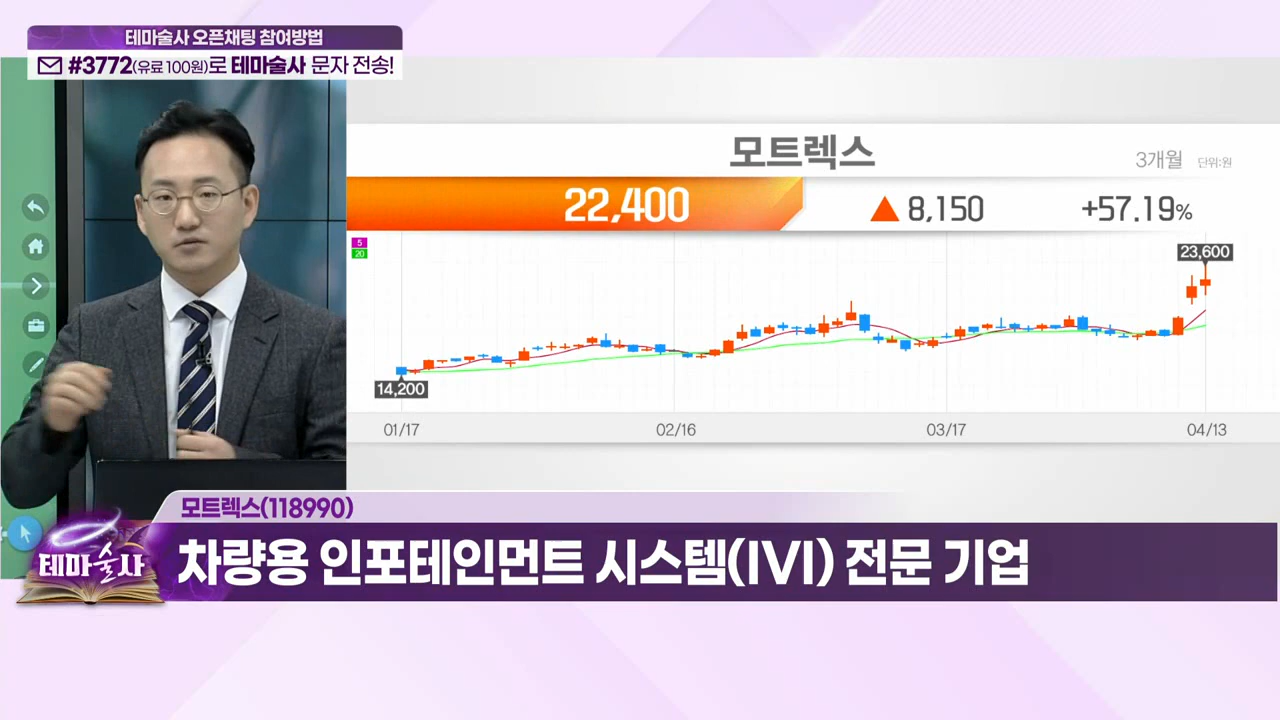 테마술사 오픈채팅 참여방법
#3772(유료 100원)로 테마술사 문자 전송!
모트렉스
3개월 단위:원
22,400 ▲ 8,150 +57.19%
5
20
23,600
14,200
01/17 02/16 03/17 04/13
모트렉스(118990)
테마술사
차량용 인포테인먼트 시스템(IVI) 전문 기업